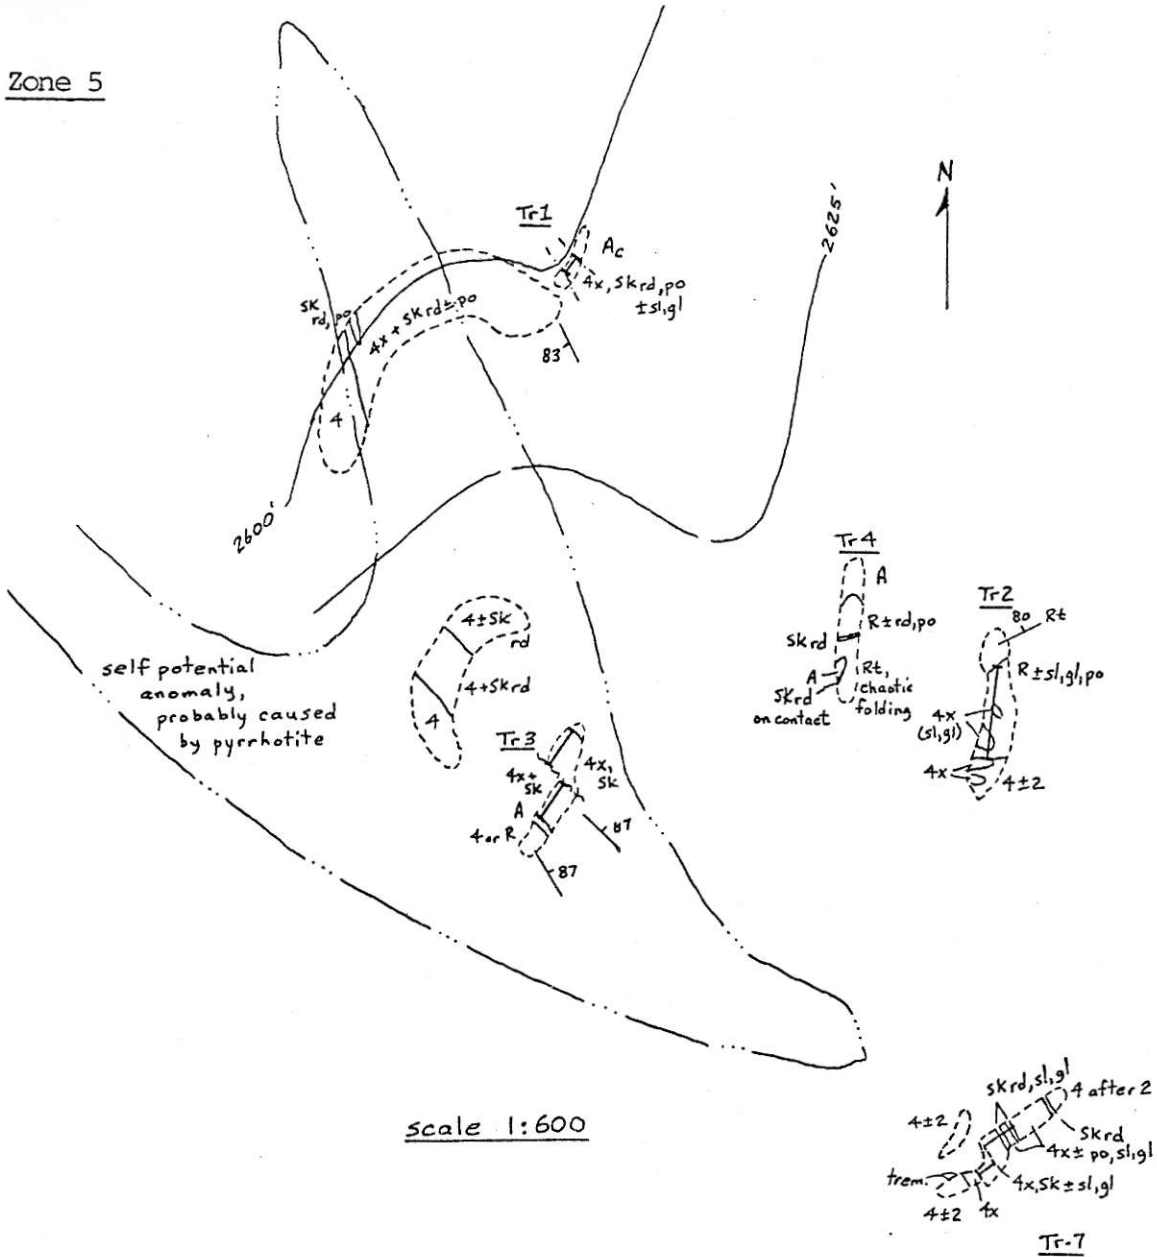 Zone 5
N
2625'
Tr1
Ac
4x, Skrd, po
± sl, gl
83
sk
rd, po
4x + skrd ± po
4
2600'
self potential
anomaly,
probably caused
by pyrrhotite
4 ± Sk
rd
4 + Skrd
4
Tr3
4x +
Sk
4x,
Sk
A
4 or R
87
87
Tr4
A
R ± rd, po
Skrd
A
Skrd
on contact
Rt,
chaotic
folding
Tr2
80
Rt
R ± sl, gl, po
4x
(sl, gl)
4x
4 ± 2
scale 1:600
skrd, sl, gl
4 after 2
4 ± 2
Skrd
4x ± po, sl, gl
trem.
4x, Sk ± sl, gl
4 ± 2
4x
Tr-7